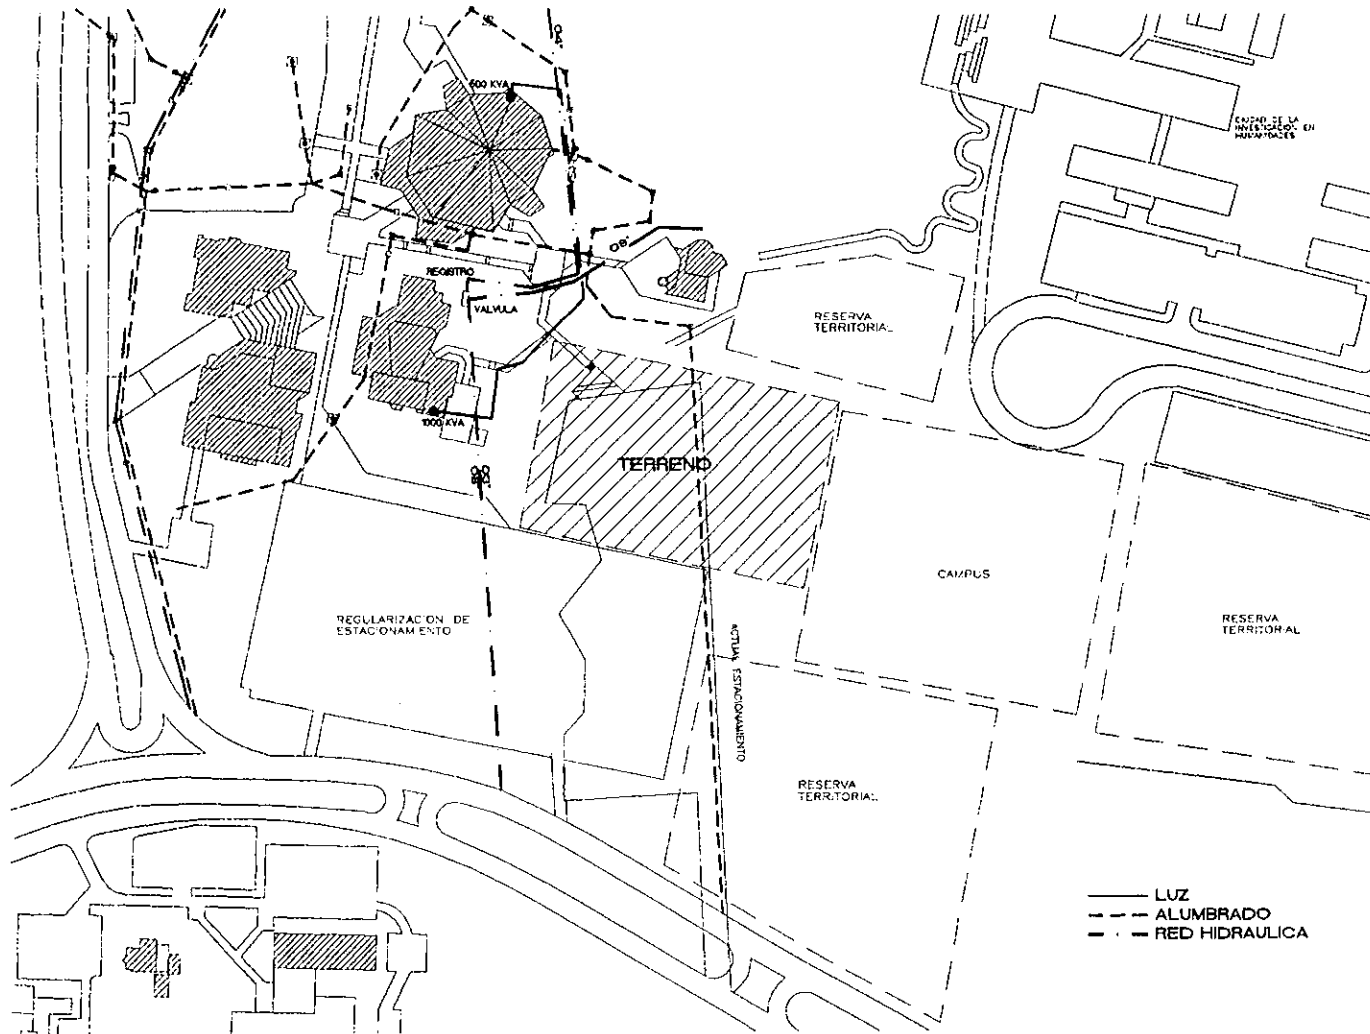 500 KVA
CIUDAD DE LA
INVESTIGACION EN
HUMANIDADES
REGISTRO
VALVULA
RESERVA
TERRITORIAL
1000 KVA
TERRENO
CAMPUS
REGULARIZACION DE
ESTACIONAMIENTO
RESERVA
TERRITORIAL
ACTUAL ESTACIONAMIENTO
RESERVA
TERRITORIAL
LUZ
ALUMBRADO
RED HIDRAULICA